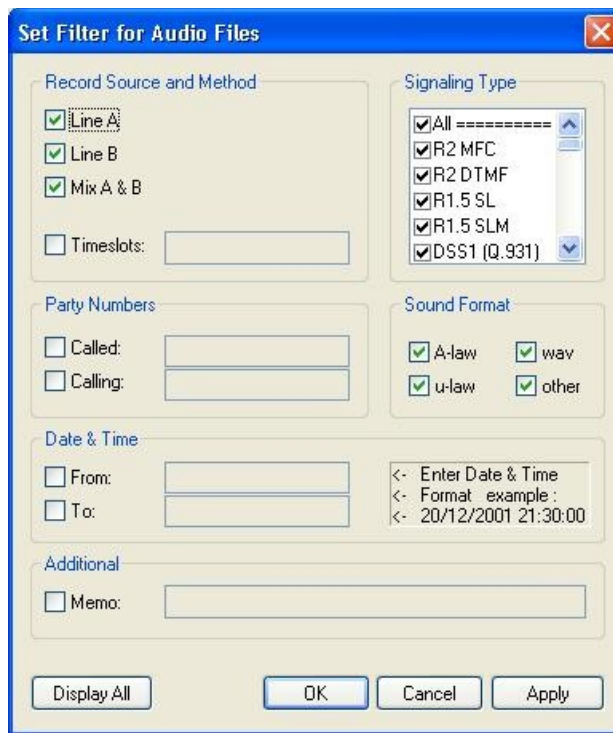 Set Filter for Audio Files
Record Source and Method
Line A
Line B
Mix A & B
Timeslots:
Signaling Type
All ==========
R2 MFC
R2 DTMF
R1.5 SL
R1.5 SLM
DSS1 (Q.931)
Party Numbers
Called:
Calling:
Sound Format
A-law wav
u-law other
Date & Time
From:
To:
<- Enter Date & Time
<- Format example :
<- 20/12/2001 21:30:00
Additional
Memo:
Display All OK Cancel Apply